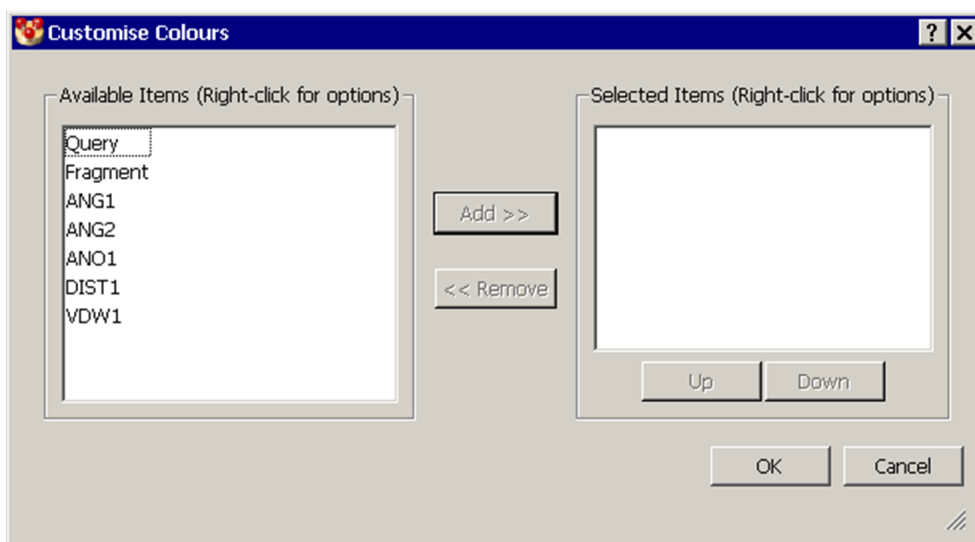 Customise Colours
Available Items (Right-click for options)
Query
Fragment
ANG1
ANG2
ANO1
DIST1
VDW1
Add >>
<< Remove
Selected Items (Right-click for options)
Up
Down
OK
Cancel